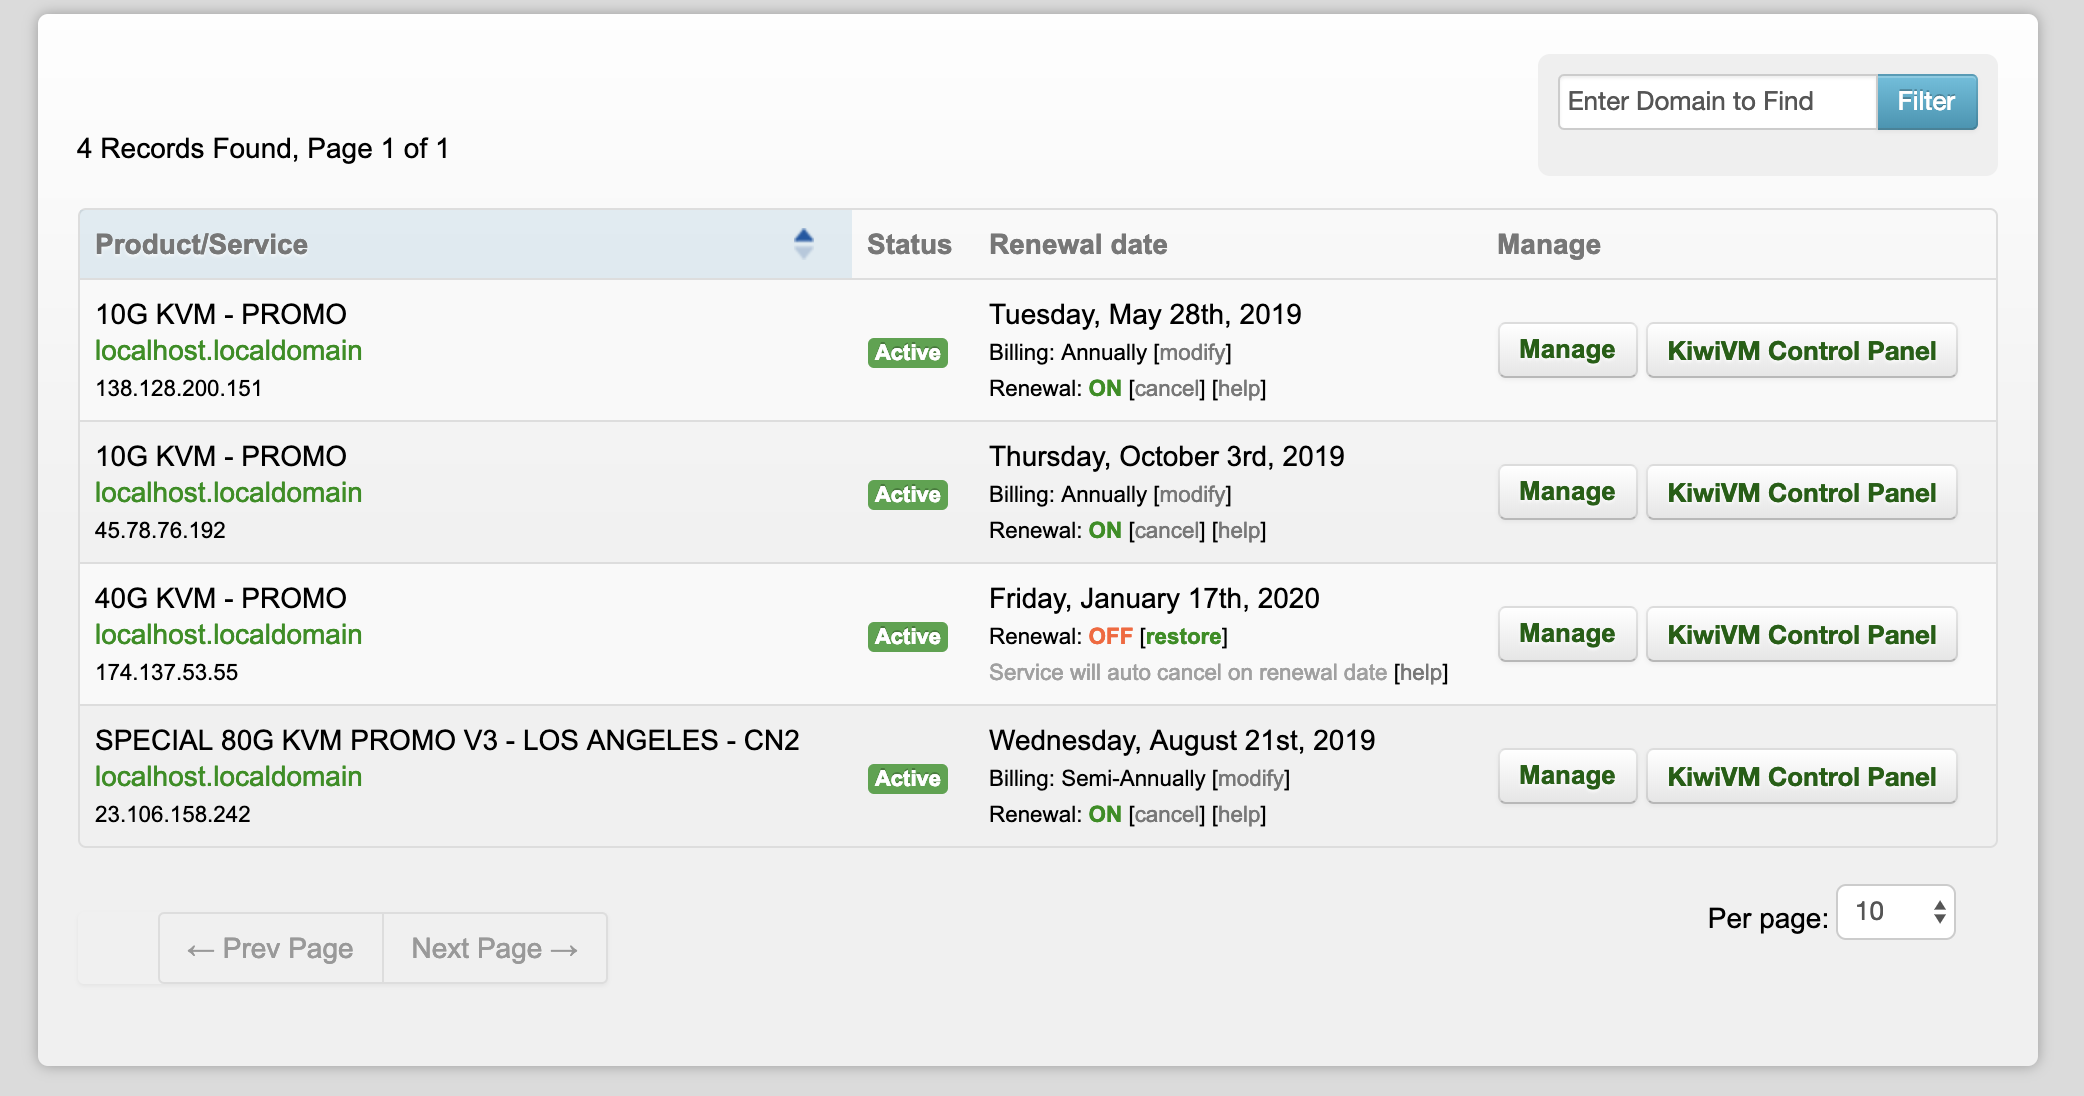 Enter Domain to Find
Filter
4 Records Found, Page 1 of 1
Product/Service
Status
Renewal date
Manage
10G KVM - PROMO
localhost.localdomain
138.128.200.151
Active
Tuesday, May 28th, 2019
Billing: Annually [modify]
Renewal: ON [cancel] [help]
Manage
KiwiVM Control Panel
10G KVM - PROMO
localhost.localdomain
45.78.76.192
Active
Thursday, October 3rd, 2019
Billing: Annually [modify]
Renewal: ON [cancel] [help]
Manage
KiwiVM Control Panel
40G KVM - PROMO
localhost.localdomain
174.137.53.55
Active
Friday, January 17th, 2020
Renewal: OFF [restore]
Service will auto cancel on renewal date [help]
Manage
KiwiVM Control Panel
SPECIAL 80G KVM PROMO V3 - LOS ANGELES - CN2
localhost.localdomain
23.106.158.242
Active
Wednesday, August 21st, 2019
Billing: Semi-Annually [modify]
Renewal: ON [cancel] [help]
Manage
KiwiVM Control Panel
← Prev Page
Next Page →
Per page: 10